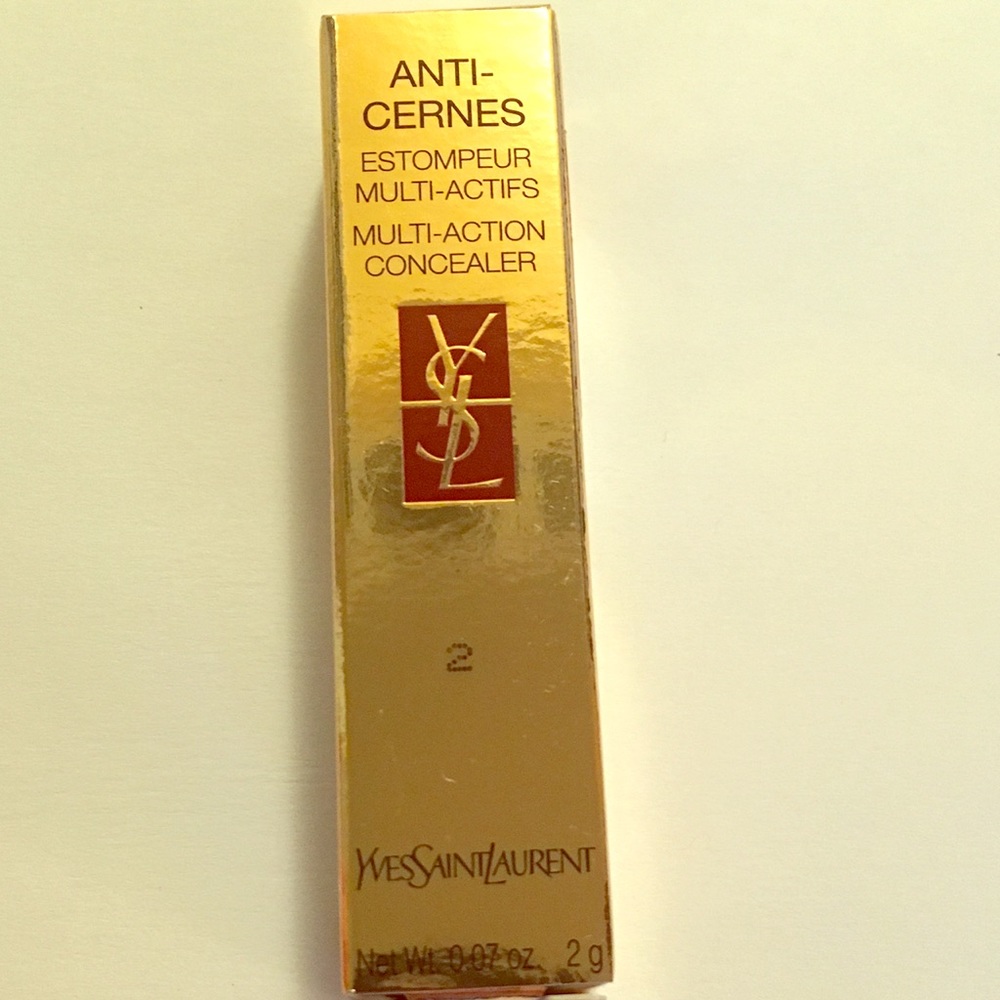 ANTI-
CERNES
ESTOMPEUR
MULTI-ACTIFS
MULTI-ACTION
CONCEALER
YSL
2
YVESSAINTLAURENT
Net Wt. 0.07 oz. 2 g